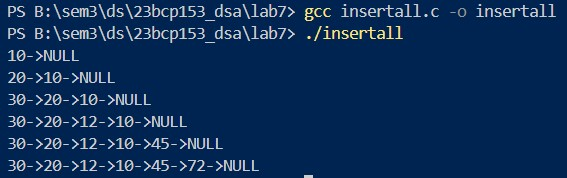 PS B:\sem3\ds\23bcp153_dsa\lab7> gcc insertall.c -o insertall
PS B:\sem3\ds\23bcp153_dsa\lab7> ./insertall
10->NULL
20->10->NULL
30->20->10->NULL
30->20->12->10->NULL
30->20->12->10->45->NULL
30->20->12->10->45->72->NULL